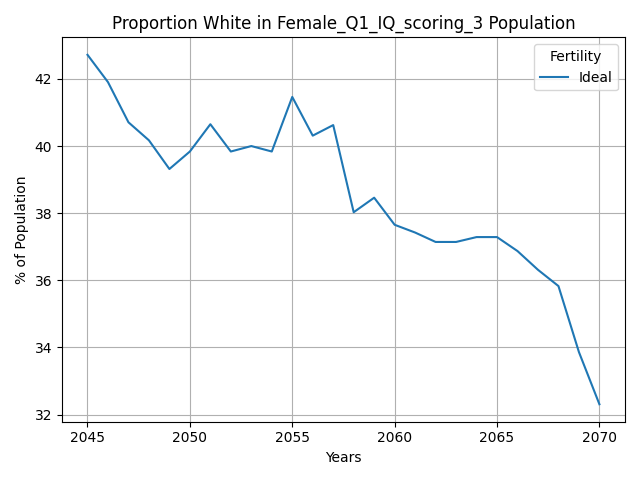 Proportion White in Female_Q1_IQ_scoring_3 Population
Fertility
Ideal
% of Population
42
40
38
36
34
32
2045
2050
2055
2060
2065
2070
Years